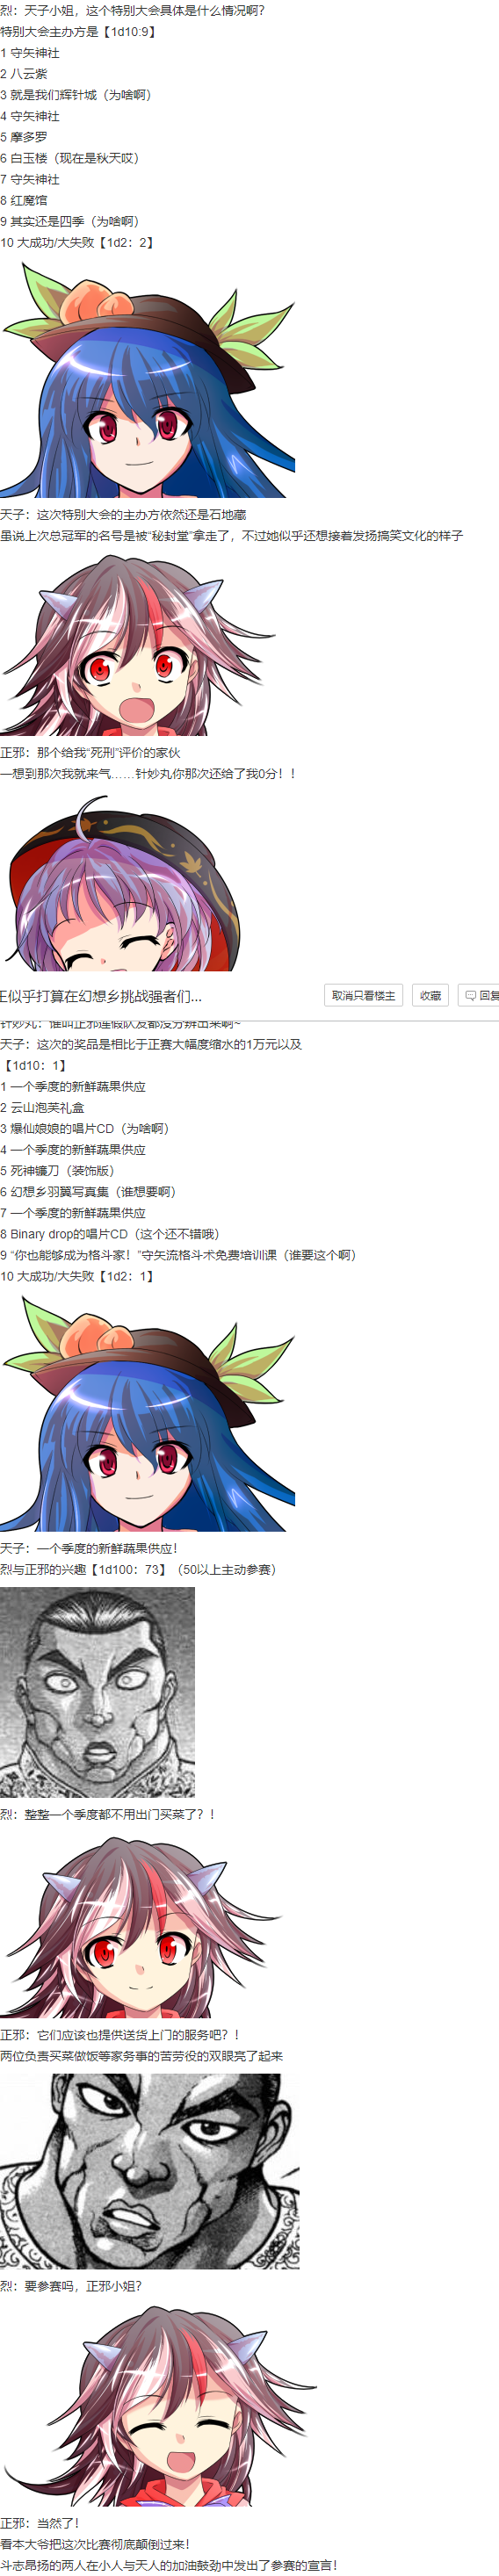 烈：天子小姐，这个特别大会具体是什么情况啊？
特别大会主办方是【1d10:9】
1 守矢神社
2 八云紫
3 就是我们辉针城（为啥啊）
4 守矢神社
5 摩多罗
6 白玉楼（现在是秋天哎）
7 守矢神社
8 红魔馆
9 其实还是四季（为啥啊）
10 大成功/大失败【1d2：2】
天子：这次特别大会的主办方依然还是石地藏
虽说上次总冠军的名号是被“秘封堂”拿走了，不过她似乎还想接着发扬搞笑文化的样子
正邪：那个给我“死刑”评价的家伙
一想到那次我就来气……针妙丸你那次还给了我0分！！
王似乎打算在幻想乡挑战强者们...
取消只看楼主
收藏
回复
针妙丸：谁叫正邪连假队友都没分辨出来啊~
天子：这次的奖品是相比于正赛大幅度缩水的1万元以及
【1d10：1】
1 一个季度的新鲜蔬果供应
2 云山泡芙礼盒
3 爆仙娘娘的唱片CD（为啥啊）
4 一个季度的新鲜蔬果供应
5 死神镰刀（装饰版）
6 幻想乡羽翼写真集（谁想要啊）
7 一个季度的新鲜蔬果供应
8 Binary drop的唱片CD（这个还不错哦）
9 “你也能够成为格斗家！”守矢流格斗术免费培训课（谁要这个啊）
10 大成功/大失败【1d2：1】
天子：一个季度的新鲜蔬果供应！
烈与正邪的兴趣【1d100：73】（50以上主动参赛）
烈：整整一个季度都不用出门买菜了？！
正邪：它们应该也提供送货上门的服务吧？！
两位负责买菜做饭等家务事的苦劳役的双眼亮了起来
烈：要参赛吗，正邪小姐？
正邪：当然了！
看本大爷把这次比赛彻底颠倒过来！
斗志昂扬的两人在小人与天人的加油鼓劲中发出了参赛的宣言！